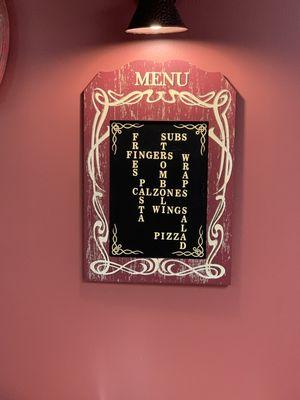 MENU
FRIES
SUBS
STROMBOLI
FINGERS
WRAPS
PASTA
CALZONES
WINGS
SALAD
PIZZA